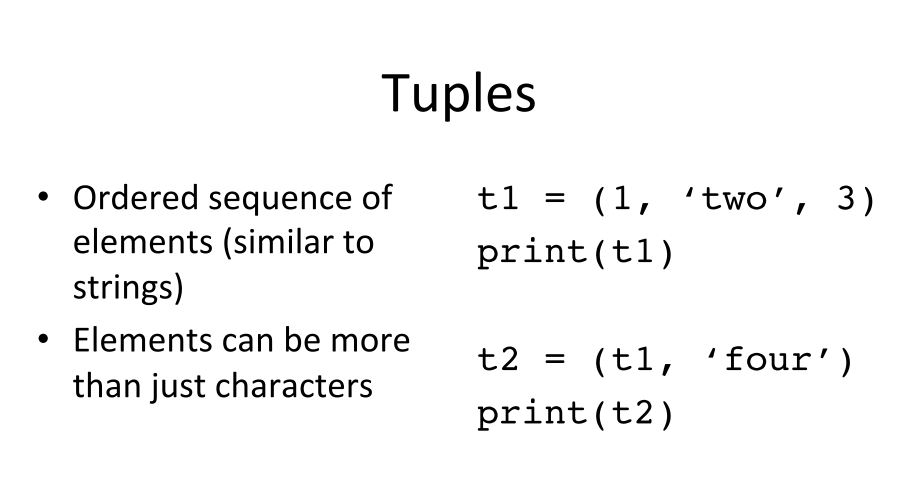 Tuples
• Ordered sequence of
elements (similar to
strings)
• Elements can be more
than just characters
t1 = (1, ‘two’, 3)
print(t1)
t2 = (t1, ‘four’)
print(t2)